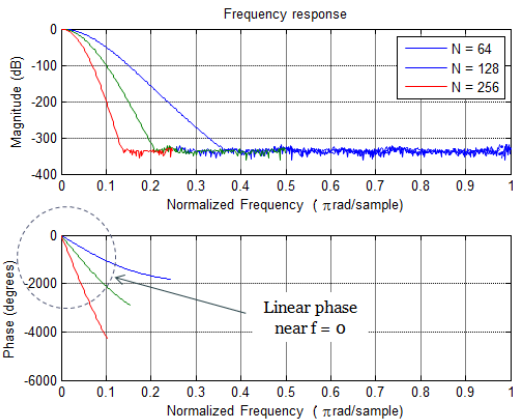 Frequency response
0
-100
-200
-300
-400
Magnitude (dB)
N = 64
N = 128
N = 256
0 0.1 0.2 0.3 0.4 0.5 0.6 0.7 0.8 0.9 1
Normalized Frequency ( π rad/sample)
0
-2000
-4000
-6000
Phase (degrees)
Linear phase
near f = 0
0 0.1 0.2 0.3 0.4 0.5 0.6 0.7 0.8 0.9 1
Normalized Frequency ( π rad/sample)